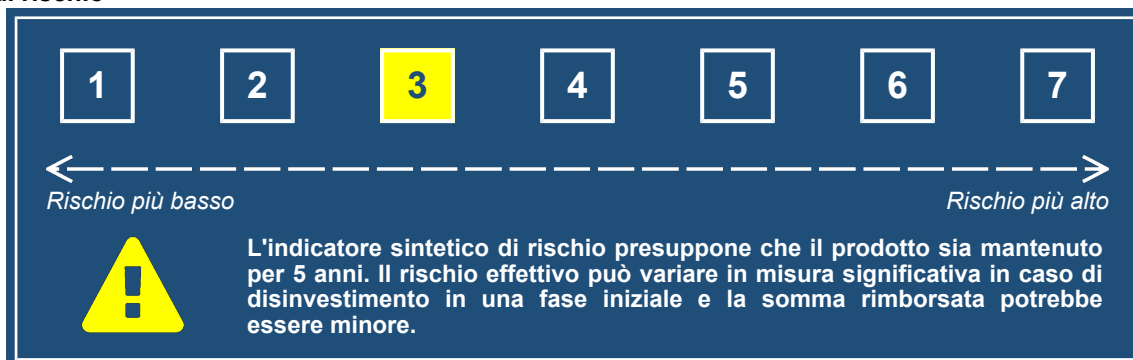 di rischio
1 2 3 4 5 6 7
Rischio più basso Rischio più alto
L'indicatore sintetico di rischio presuppone che il prodotto sia mantenuto
per 5 anni. Il rischio effettivo può variare in misura significativa in caso di
disinvestimento in una fase iniziale e la somma rimborsata potrebbe
essere minore.